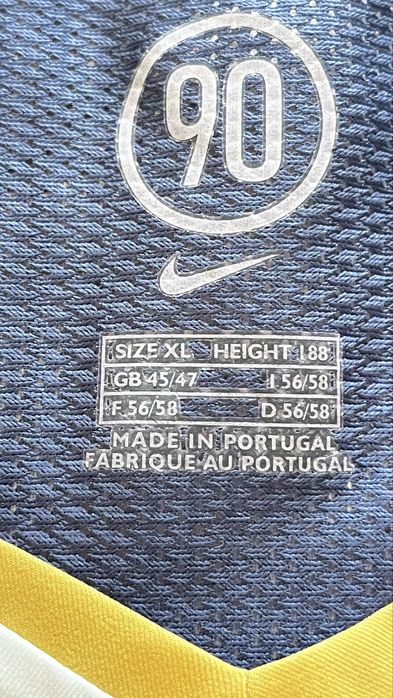 90
SIZE XL HEIGHT 188
GB 45/47 I 56/58
F 56/58 D 56/58
MADE IN PORTUGAL
FABRIQUE AU PORTUGAL